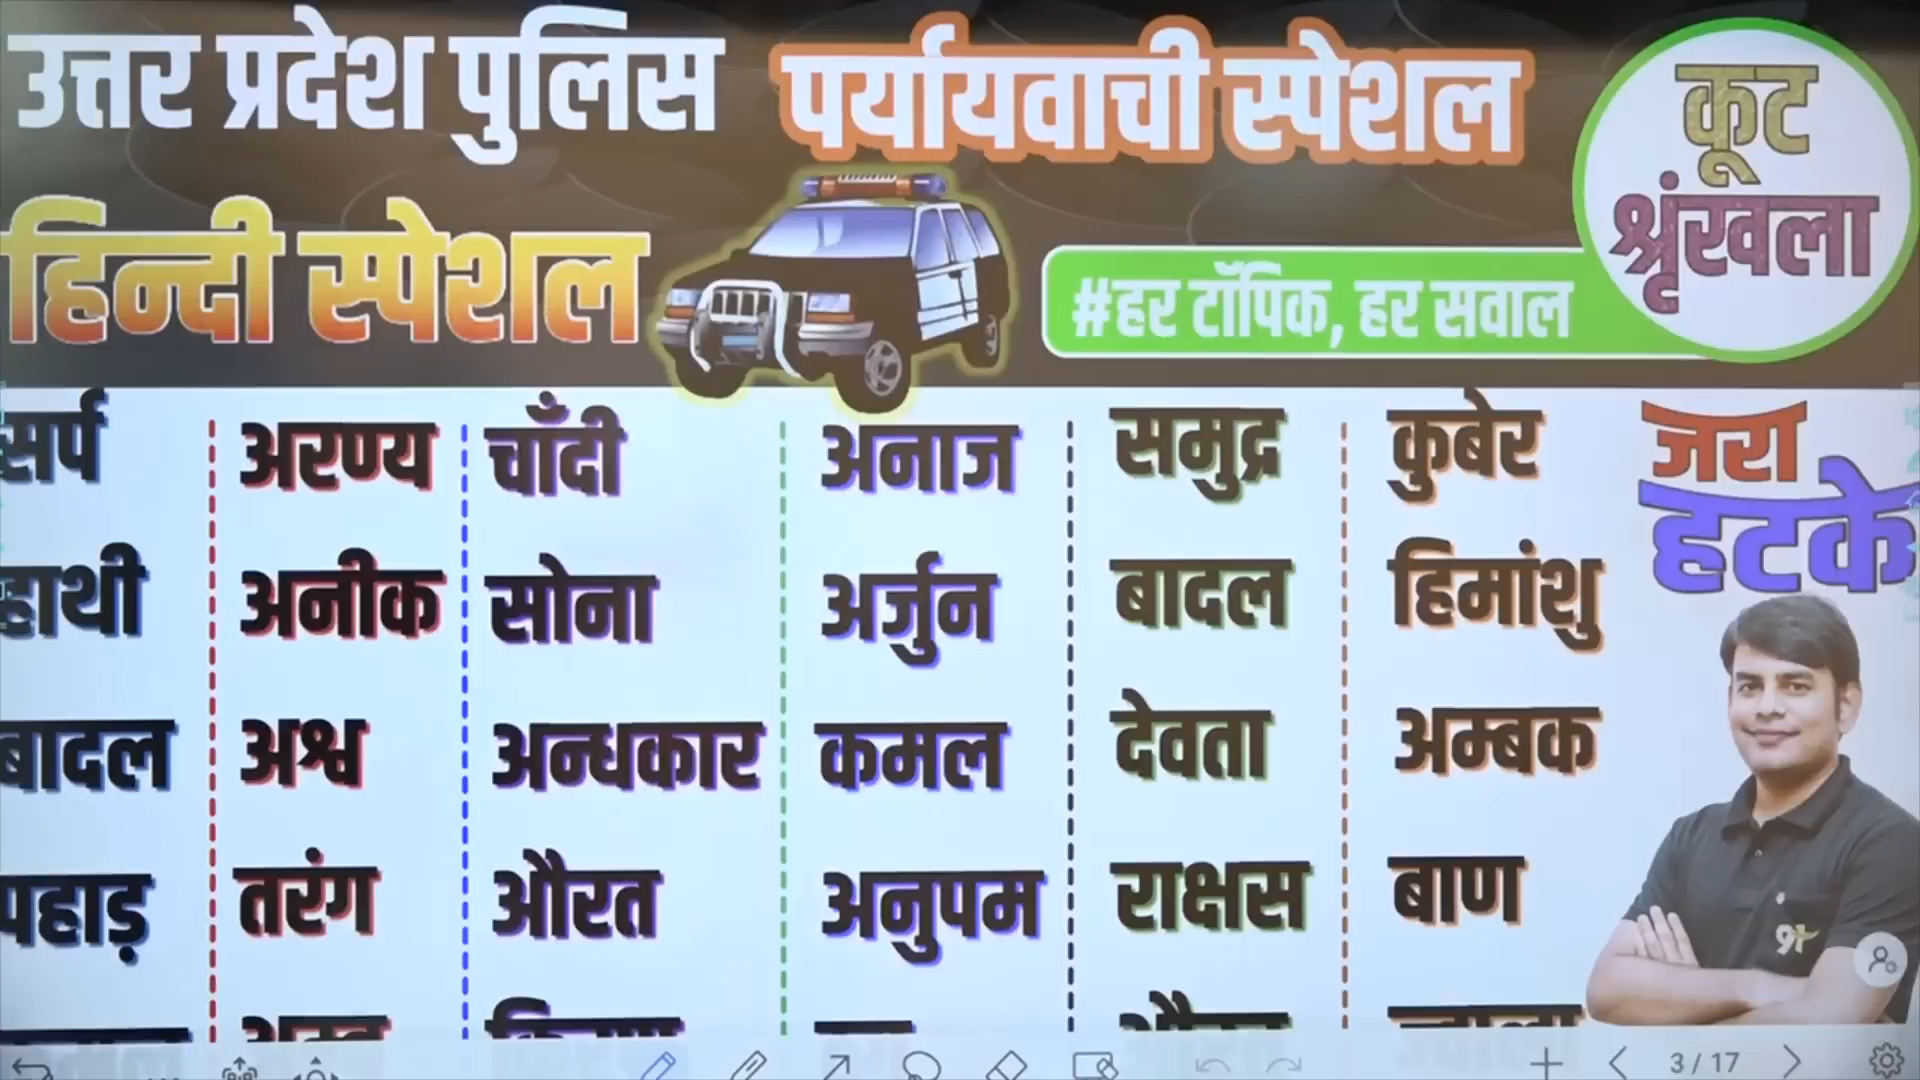 उत्तर प्रदेश पुलिस पर्यायवाची स्पेशल
कूट
श्रृंखला
हिन्दी स्पेशल
#हर टॉपिक, हर सवाल
सर्प अरण्य चाँदी अनाज समुद्र कुबेर
जरा
हटके
हाथी अनीक सोना अर्जुन बादल हिमांशु
बादल अश्व अन्धकार कमल देवता अम्बक
पहाड़ तरंग औरत अनुपम राक्षस बाण
3 / 17